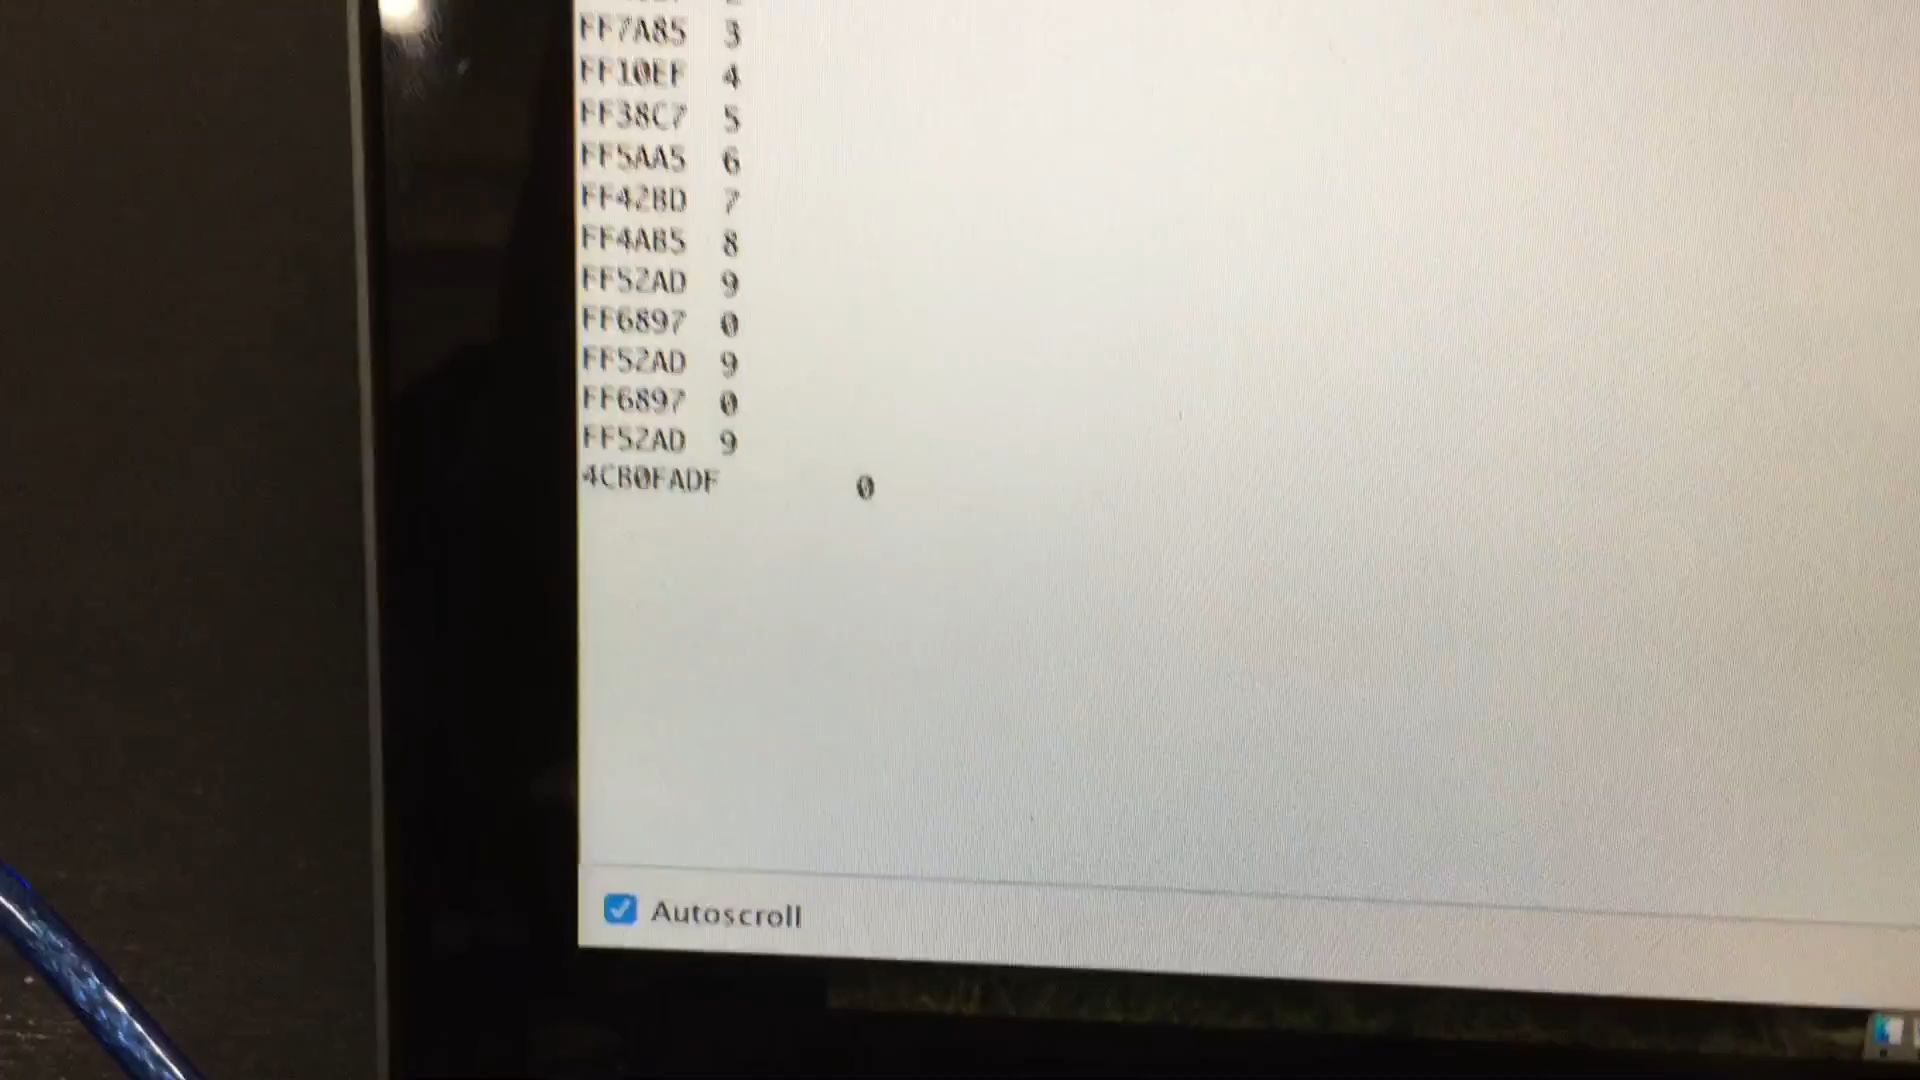 FF7A85 3
FF10EF 4
FF38C7 5
FF5AA5 6
FF42BD 7
FF4AB5 8
FF52AD 9
FF6897 0
FF52AD 9
FF6897 0
FF52AD 9
4CB0FADF 0
Autoscroll